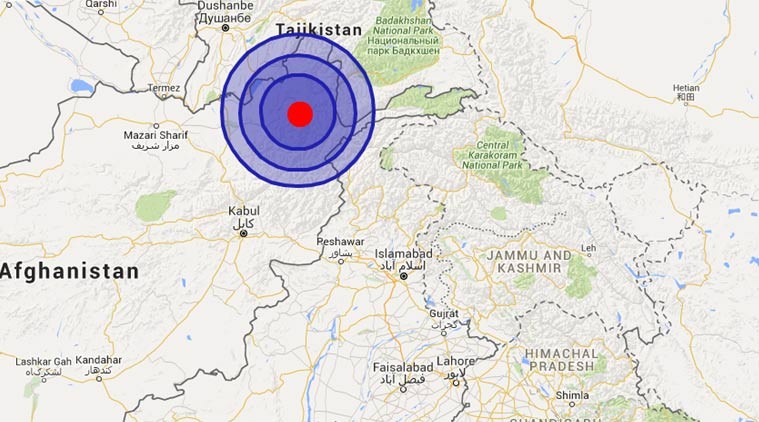 Qarshi
Dushanbe
Душанбе
Tajikistan
Badakhshan
National Park
Национальный
парк Бадкхшен
Termez
Hetian
和田
Mazari Sharif
مزار شریف
Central
Karakoram
National Park
Kabul
کابل
Peshawar
پشاور
Islamabad
اسلام آباد
JAMMU AND
KASHMIR
Leh
Afghanistan
Gujrat
گجرات
Lashkar Gah
لشکرگاه
Kandahar
کندهار
Faisalabad
فیصل آباد
Lahore
لاہور
HIMACHAL
PRADESH
Shimla
CHANDIGARH